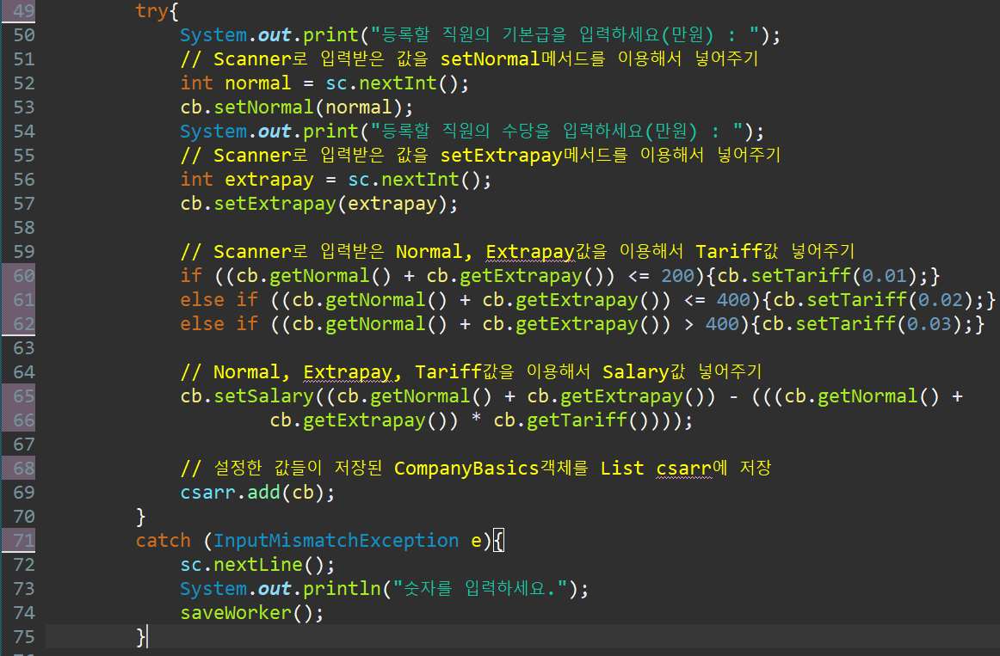 49 try{
50 System.out.print("등록할 직원의 기본급을 입력하세요(만원) : ");
51 // Scanner로 입력받은 값을 setNormal메서드를 이용해서 넣어주기
52 int normal = sc.nextInt();
53 cb.setNormal(normal);
54 System.out.print("등록할 직원의 수당을 입력하세요(만원) : ");
55 // Scanner로 입력받은 값을 setExtrapay메서드를 이용해서 넣어주기
56 int extrapay = sc.nextInt();
57 cb.setExtrapay(extrapay);
58
59 // Scanner로 입력받은 Normal, Extrapay값을 이용해서 Tariff값 넣어주기
60 if ((cb.getNormal() + cb.getExtrapay()) <= 200){cb.setTariff(0.01);}
61 else if ((cb.getNormal() + cb.getExtrapay()) <= 400){cb.setTariff(0.02);}
62 else if ((cb.getNormal() + cb.getExtrapay()) > 400){cb.setTariff(0.03);}
63
64 // Normal, Extrapay, Tariff값을 이용해서 Salary값 넣어주기
65 cb.setSalary((cb.getNormal() + cb.getExtrapay()) - (((cb.getNormal() +
66 cb.getExtrapay()) * cb.getTariff())));
67
68 // 설정한 값들이 저장된 CompanyBasics객체를 List csarr에 저장
69 csarr.add(cb);
70 }
71 catch (InputMismatchException e){
72 sc.nextLine();
73 System.out.println("숫자를 입력하세요.");
74 saveWorker();
75 }